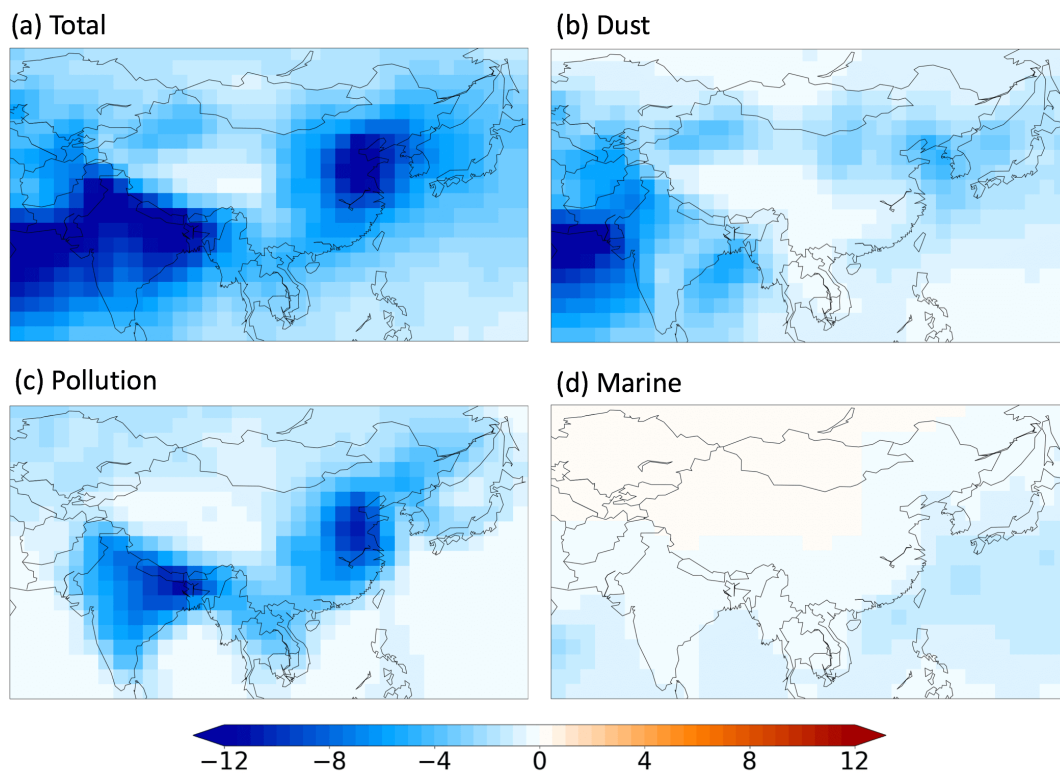 (a) Total
(b) Dust
(c) Pollution
(d) Marine
−12 −8 −4 0 4 8 12